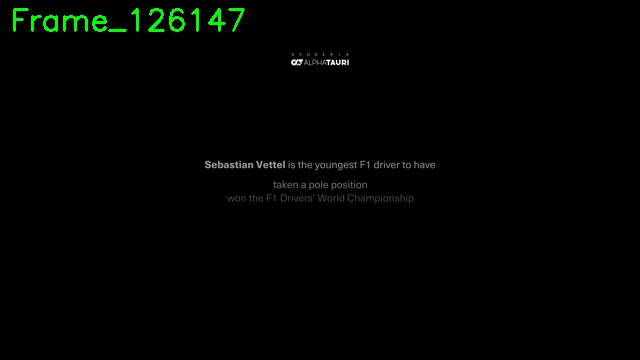 Frame_126147
SCUDERIA
ALPHATAURI
Sebastian Vettel is the youngest F1 driver to have
taken a pole position
won the F1 Drivers' World Championship